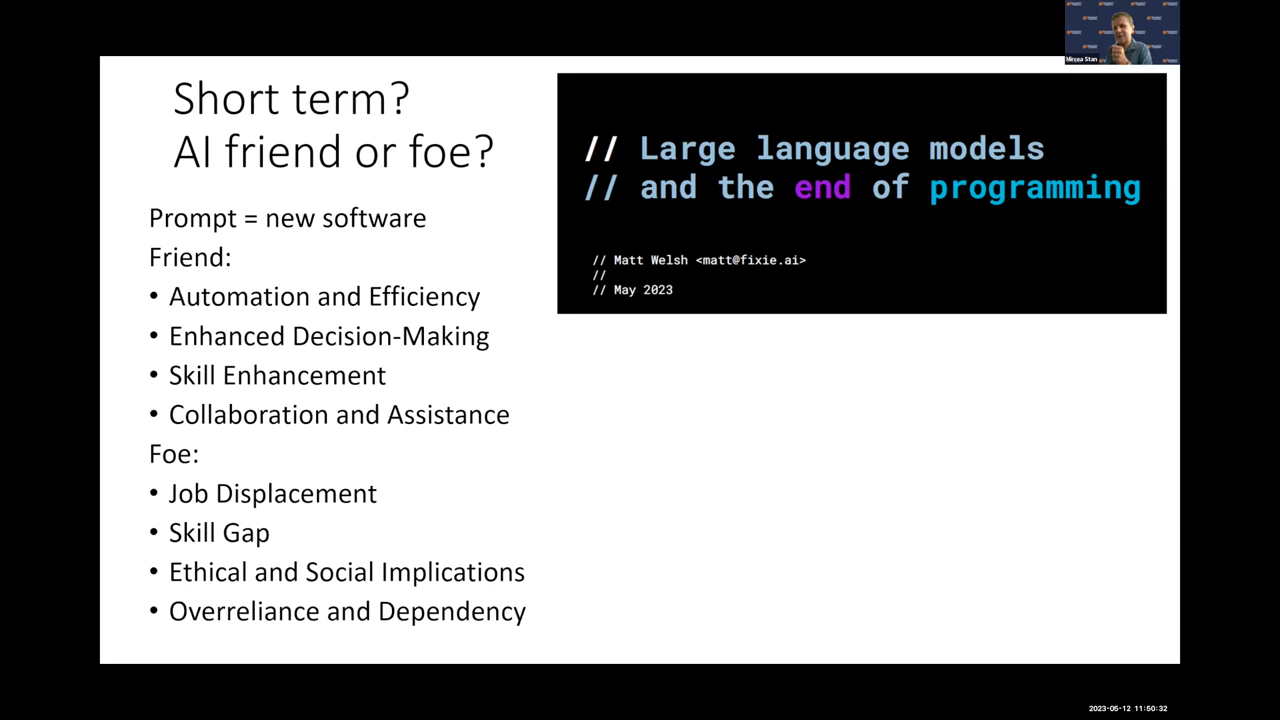 Short term?
AI friend or foe?
Prompt = new software
Friend:
• Automation and Efficiency
• Enhanced Decision-Making
• Skill Enhancement
• Collaboration and Assistance
Foe:
• Job Displacement
• Skill Gap
• Ethical and Social Implications
• Overreliance and Dependency
// Large language models
// and the end of programming
// Matt Welsh <matt@fixie.ai>
//
// May 2023
Mircea Stan
2023-05-12 11:50:32